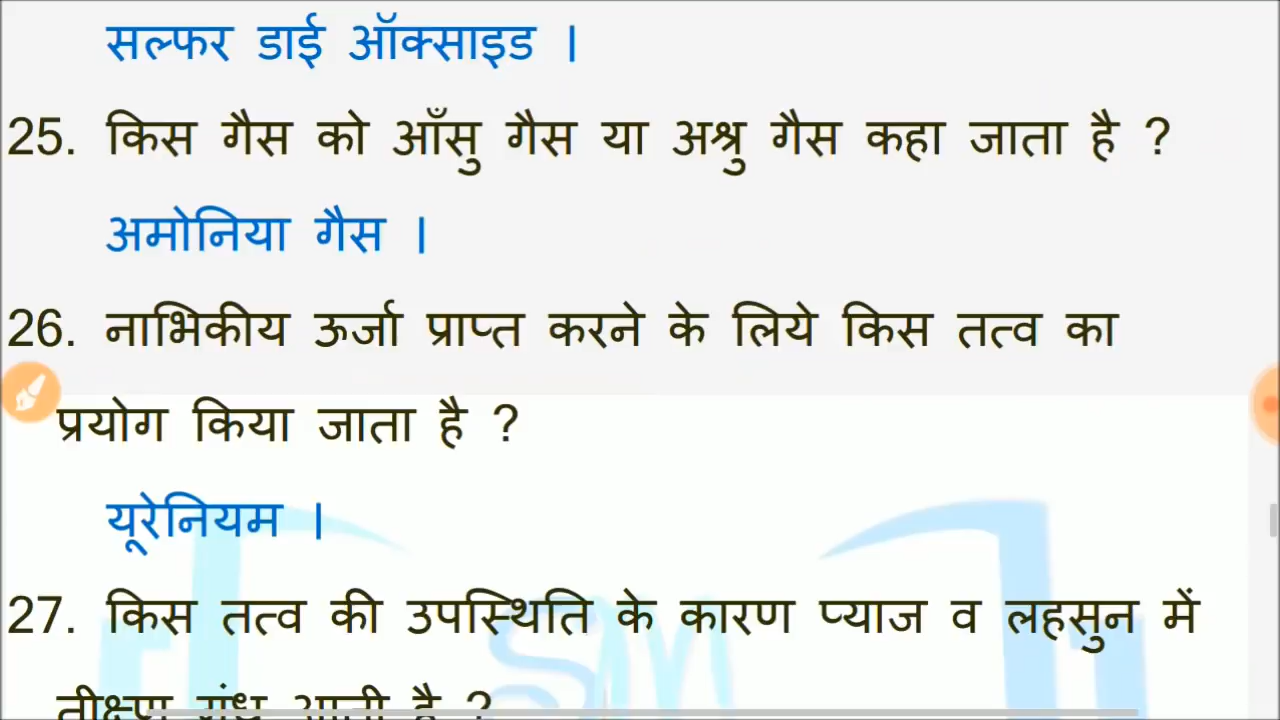 सल्फर डाई ऑक्साइड ।
25. किस गैस को आँसु गैस या अश्रु गैस कहा जाता है ?
अमोनिया गैस ।
26. नाभिकीय ऊर्जा प्राप्त करने के लिये किस तत्व का
प्रयोग किया जाता है ?
यूरेनियम ।
27. किस तत्व की उपस्थिति के कारण प्याज व लहसुन में
तीक्ष्ण गंध आती है ?